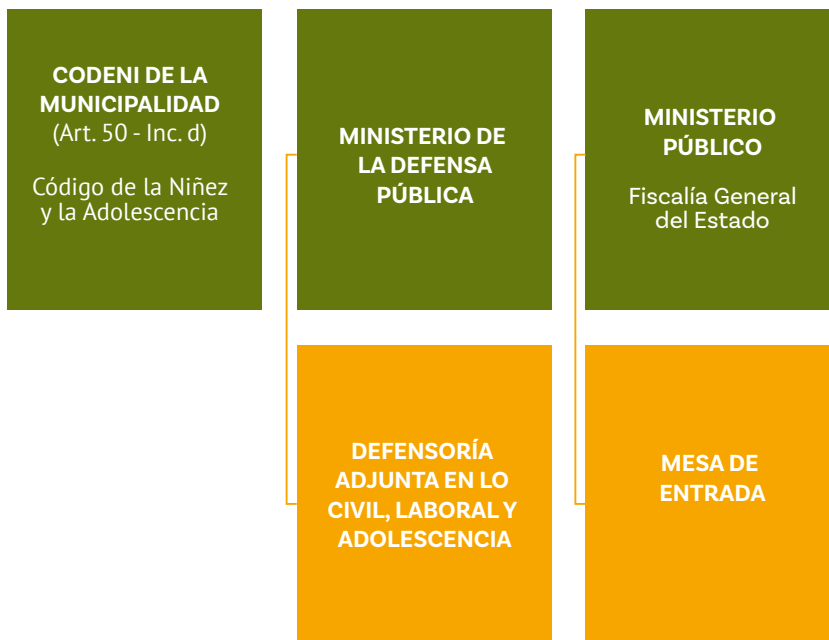 CODENI DE LA
MUNICIPALIDAD
(Art. 50 - Inc. d)
Código de la Niñez
y la Adolescencia
MINISTERIO DE
LA DEFENSA
PÚBLICA
MINISTERIO
PÚBLICO
Fiscalía General
del Estado
DEFENSORÍA
ADJUNTA EN LO
CIVIL, LABORAL Y
ADOLESCENCIA
MESA DE
ENTRADA